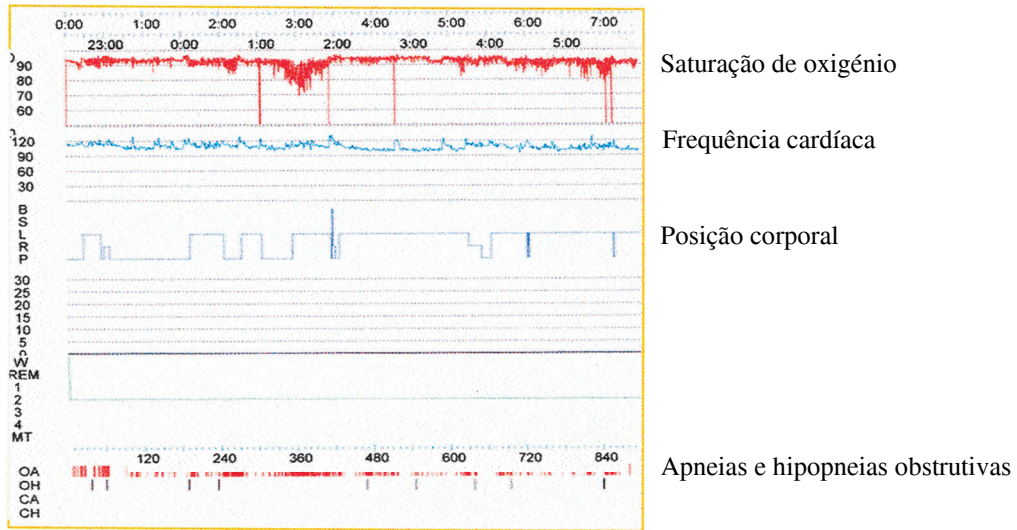 0:00 1:00 2:00 3:00 4:00 5:00 6:00 7:00
23:00 0:00 1:00 2:00 3:00 4:00 5:00
90
80
70
60
Saturação de oxigénio
120
90
60
30
Frequência cardíaca
B
S
L
R
P
Posição corporal
30
25
20
15
10
5
0
W
REM
1
2
3
4
MT
120 240 360 480 600 720 840
OA
OH
CA
CH
Apneias e hipopneias obstrutivas